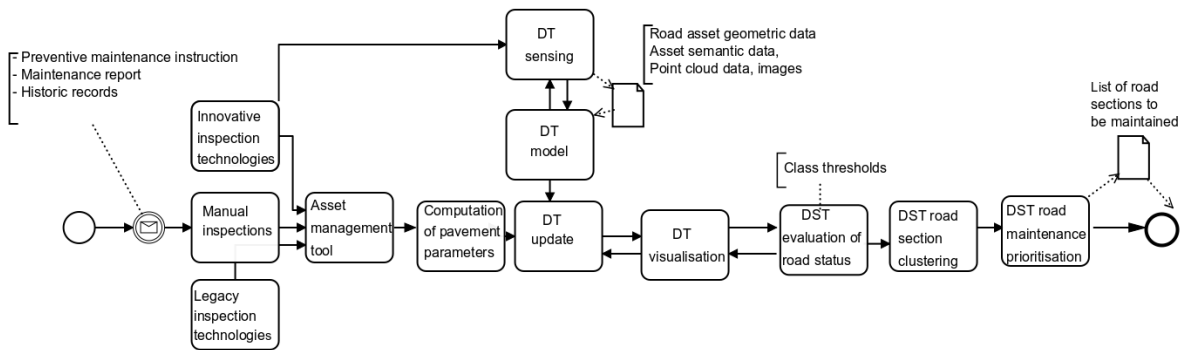 - Preventive maintenance instruction
- Maintenance report
- Historic records
Innovative
inspection
technologies
Manual
inspections
Legacy
inspection
technologies
Asset
management
tool
Computation
of pavement
parameters
DT
sensing
Road asset geometric data
Asset semantic data,
Point cloud data, images
DT
model
DT
update
DT
visualisation
Class thresholds
DST
evaluation of
road status
DST road
section
clustering
DST road
maintenance
prioritisation
List of road
sections to
be maintained